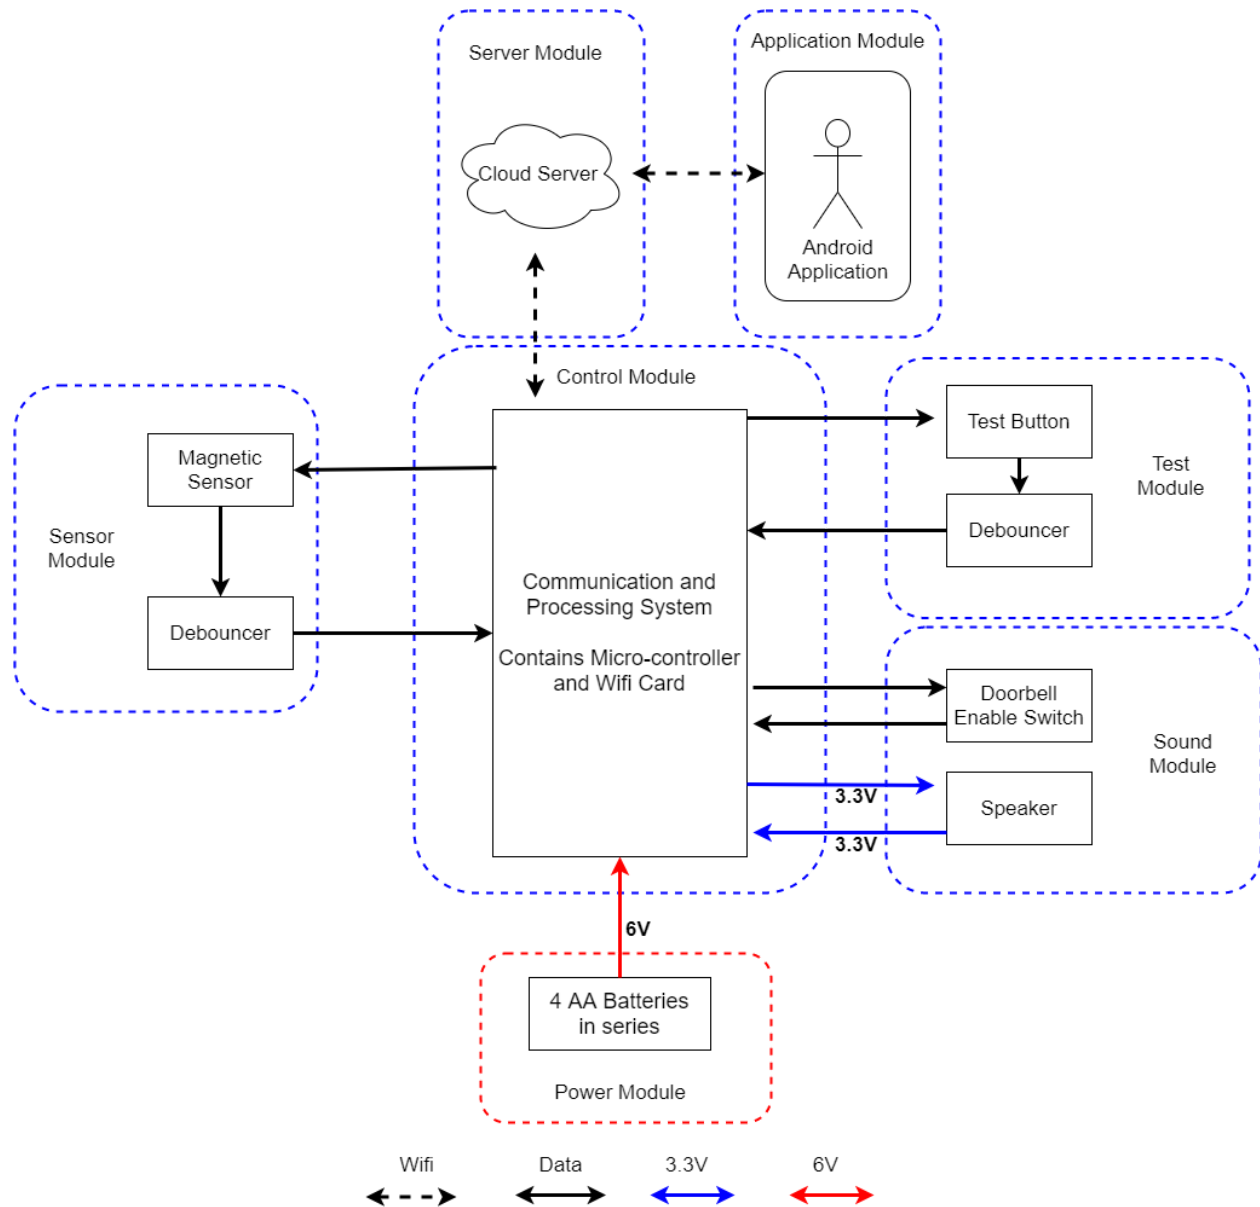 Server Module
Cloud Server
Application Module
Android
Application
Control Module
Communication and
Processing System
Contains Micro-controller
and Wifi Card
Magnetic
Sensor
Sensor
Module
Debouncer
Test Button
Test
Module
Debouncer
Doorbell
Enable Switch
Sound
Module
3.3V
Speaker
3.3V
6V
4 AA Batteries
in series
Power Module
Wifi
Data
3.3V
6V